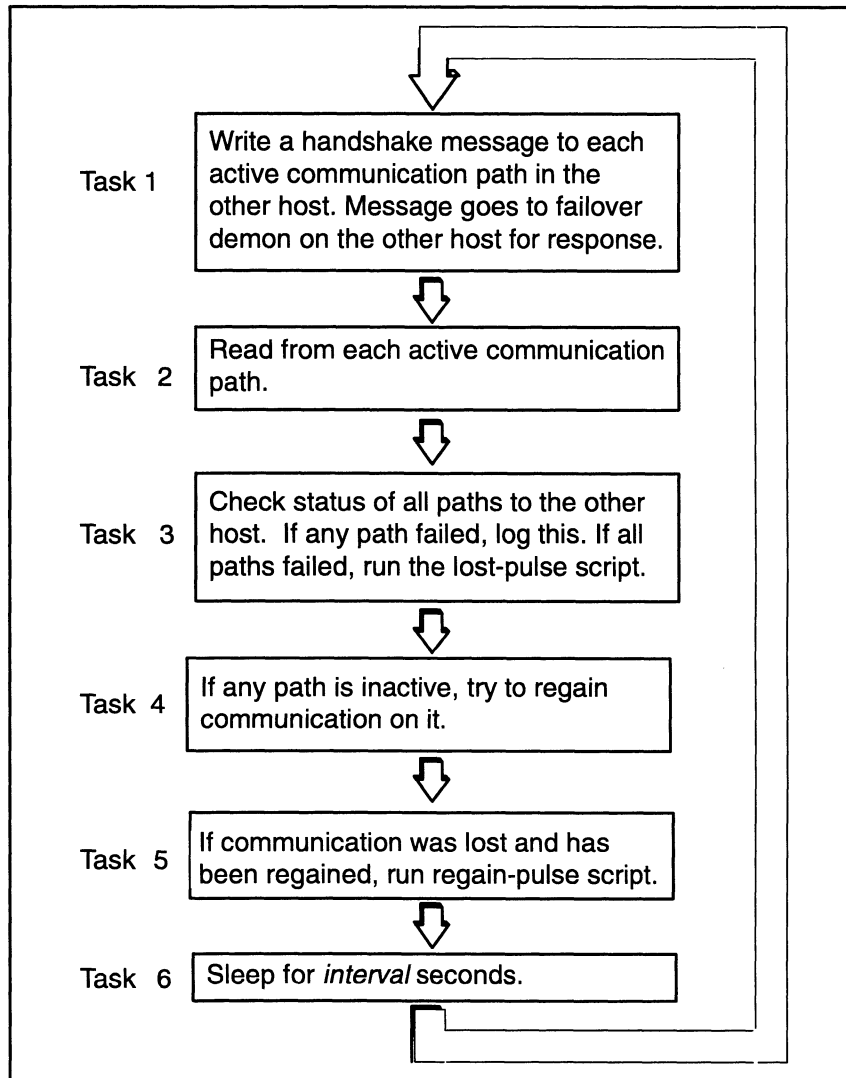 Task 1
Write a handshake message to each
active communication path in the
other host. Message goes to failover
demon on the other host for response.
Task 2
Read from each active communication
path.
Task 3
Check status of all paths to the other
host. If any path failed, log this. If all
paths failed, run the lost-pulse script.
Task 4
If any path is inactive, try to regain
communication on it.
Task 5
If communication was lost and has
been regained, run regain-pulse script.
Task 6
Sleep for interval seconds.